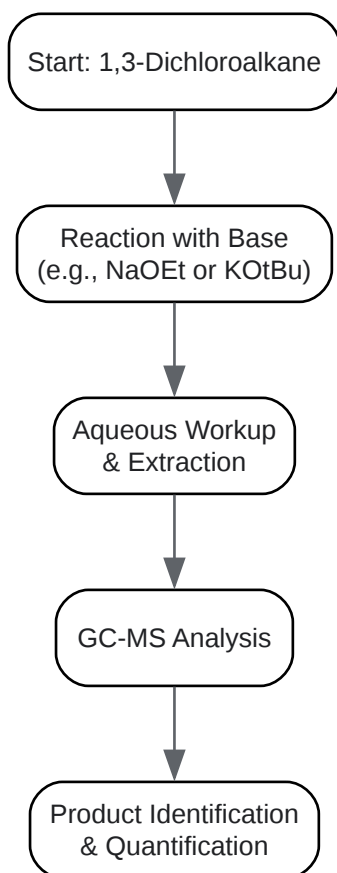 Start: 1,3-Dichloroalkane
Reaction with Base
(e.g., NaOEt or KOtBu)
Aqueous Workup
& Extraction
GC-MS Analysis
Product Identification
& Quantification